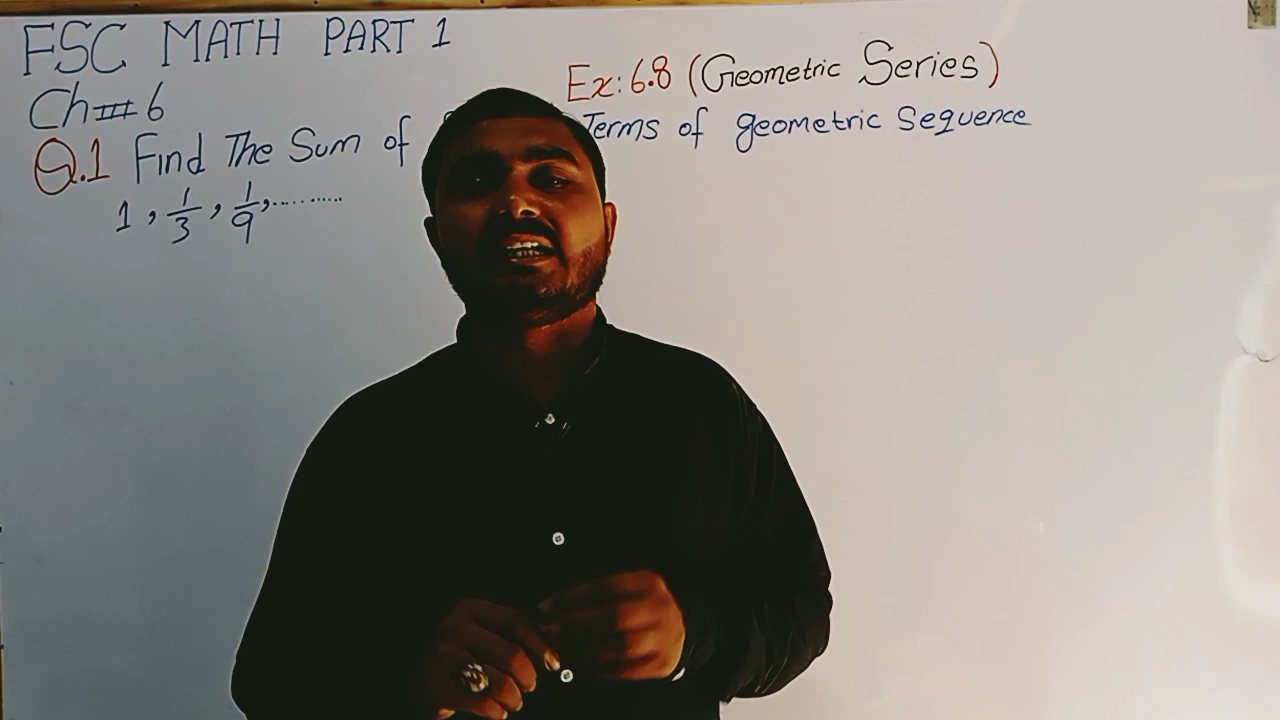 FSC MATH PART 1
Ex: 6.8 (Geometric Series)
Ch # 6
Q.1 Find The Sum of Terms of geometric Sequence
1, 1/3, 1/9, ...........